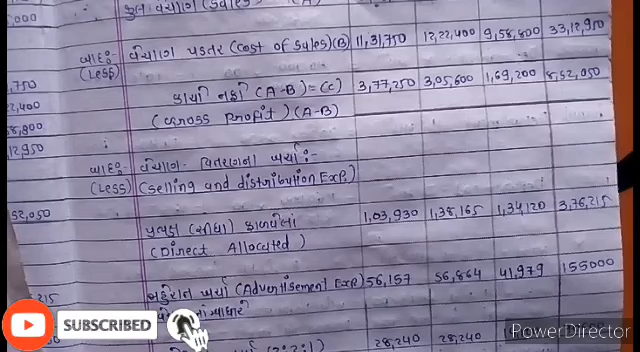 કુલ વેચાણ (Sales) (A)
બાદ: વેચાણ પડતર (Cost of Sales)(B) 11,31,750 12,22,400 9,58,800 33,12,950
(Less)
,750
કાચો નફો (A-B)=(C) 3,77,250 3,05,600 1,69,200 8,52,050
22,400
(Gross Profit) (A-B)
58,800
12,950
બાદ: વેચાણ-વિતરણના ખર્ચા:-
(Less) (Selling and distribution Exp.)
52,050
પ્રત્યક્ષ (સીધા) ફાળવેલા 1,03,930 1,38,165 1,34,120 3,76,215
(Direct Allocated)
,215
જાહેરાત ખર્ચ (Advertisement Exp) 56,157 56,864 41,979 155000
28,240 28,240
SUBSCRIBED
PowerDirector